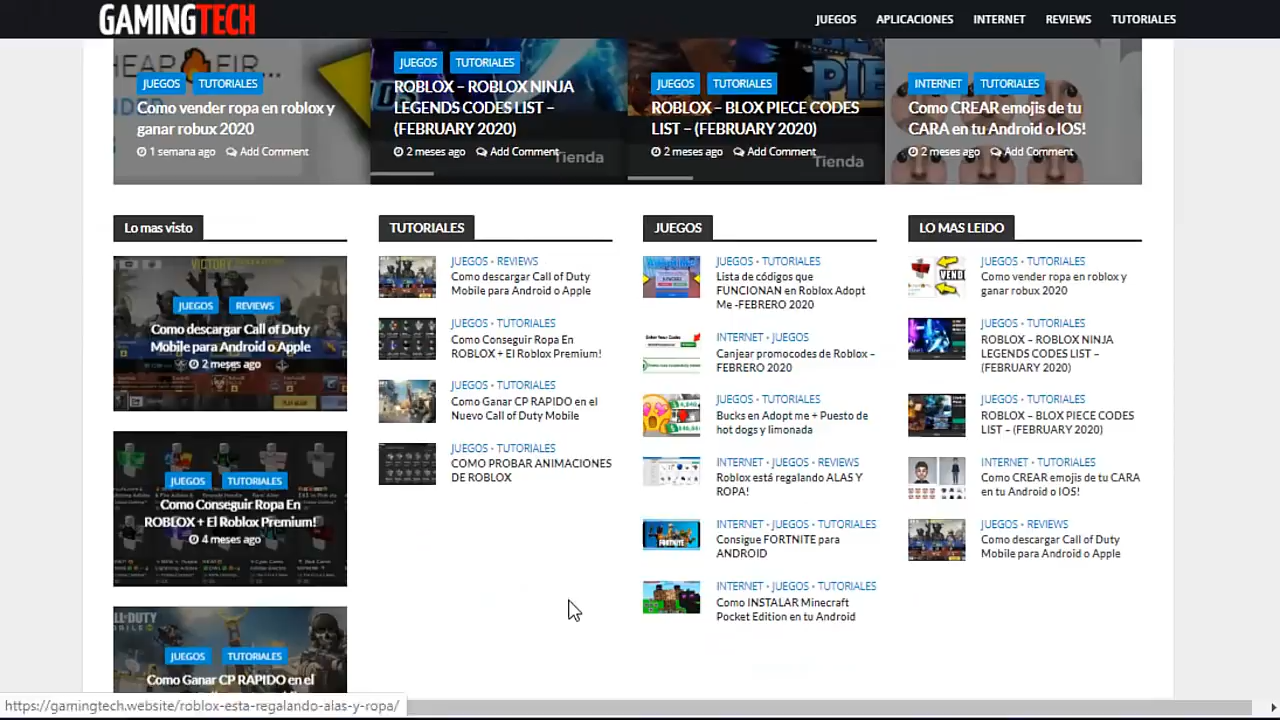 GAMINGTECH
JUEGOS APLICACIONES INTERNET REVIEWS TUTORIALES
JUEGOS TUTORIALES
Como vender ropa en roblox y
ganar robux 2020
1 semana ago Add Comment
JUEGOS TUTORIALES
ROBLOX – ROBLOX NINJA
LEGENDS CODES LIST –
(FEBRUARY 2020)
2 meses ago Add Comment
Tienda
JUEGOS TUTORIALES
ROBLOX – BLOX PIECE CODES
LIST – (FEBRUARY 2020)
2 meses ago Add Comment
Tienda
INTERNET TUTORIALES
Como CREAR emojis de tu
CARA en tu Android o IOS!
2 meses ago Add Comment
Lo mas visto
JUEGOS REVIEWS
Como descargar Call of Duty
Mobile para Android o Apple
2 meses ago
JUEGOS TUTORIALES
Como Conseguir Ropa En
ROBLOX + El Roblox Premium!
4 meses ago
JUEGOS TUTORIALES
Como Ganar CP RAPIDO en el
TUTORIALES
JUEGOS • REVIEWS
Como descargar Call of Duty
Mobile para Android o Apple
JUEGOS • TUTORIALES
Como Conseguir Ropa En
ROBLOX + El Roblox Premium!
JUEGOS • TUTORIALES
Como Ganar CP RAPIDO en el
Nuevo Call of Duty Mobile
JUEGOS • TUTORIALES
COMO PROBAR ANIMACIONES
DE ROBLOX
JUEGOS
JUEGOS • TUTORIALES
Lista de códigos que
FUNCIONAN en Roblox Adopt
Me -FEBRERO 2020
INTERNET • JUEGOS
Canjear promocodes de Roblox –
FEBRERO 2020
JUEGOS • TUTORIALES
Bucks en Adopt me + Puesto de
hot dogs y limonada
INTERNET • JUEGOS • REVIEWS
Roblox está regalando ALAS Y
ROPA!
INTERNET • JUEGOS • TUTORIALES
Consigue FORTNITE para
ANDROID
INTERNET • JUEGOS • TUTORIALES
Como INSTALAR Minecraft
Pocket Edition en tu Android
LO MAS LEIDO
JUEGOS • TUTORIALES
Como vender ropa en roblox y
ganar robux 2020
JUEGOS • TUTORIALES
ROBLOX – ROBLOX NINJA
LEGENDS CODES LIST –
(FEBRUARY 2020)
JUEGOS • TUTORIALES
ROBLOX – BLOX PIECE CODES
LIST – (FEBRUARY 2020)
INTERNET • TUTORIALES
Como CREAR emojis de tu CARA
en tu Android o IOS!
JUEGOS • REVIEWS
Como descargar Call of Duty
Mobile para Android o Apple
https://gamingtech.website/roblox-esta-regalando-alas-y-ropa/